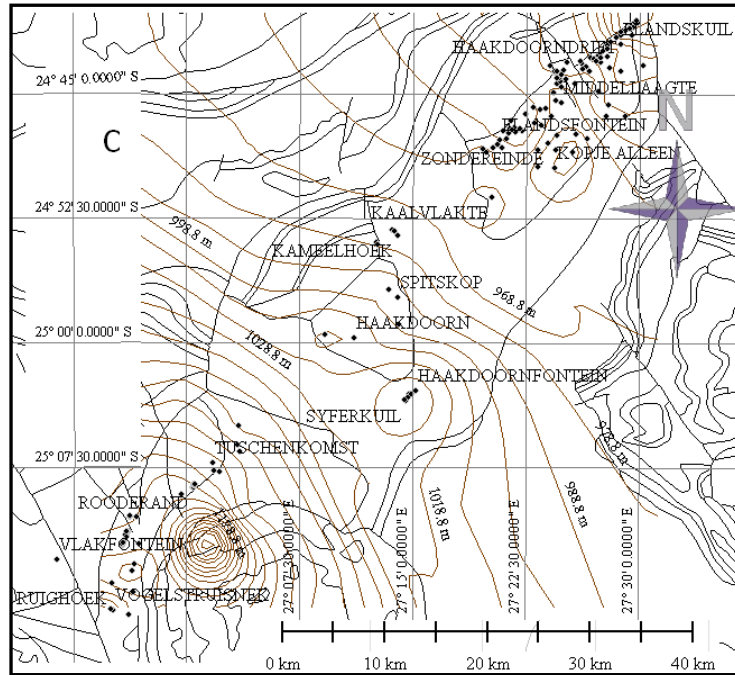 ELANDSKUIL
HAAKDOORNDRIFT
24° 45' 0.0000" S
MIDDELLAAGTE
N
C
ELANDSFONTEIN
ZONDEREINDE
KOPJE ALLEEN
24° 52' 30.0000" S
KAALVLAKTE
998.8 m
KAMEELHOEK
SPITSKOP
968.8 m
25° 00' 0.0000" S
HAAKDOORN
1028.8 m
HAAKDOORNFONTEIN
SYFERKUIL
TUSCHENKOMST
978.8 m
25° 07' 30.0000" S
1018.8 m
988.8 m
ROODERAND
VLAKFONTEIN
27° 07' 30.0000" E
27° 15' 0.0000" E
27° 22' 30.0000" E
27° 30' 0.0000" E
RUIGHOEK
VOGELSTRUISNEK
0 km
10 km
20 km
30 km
40 km